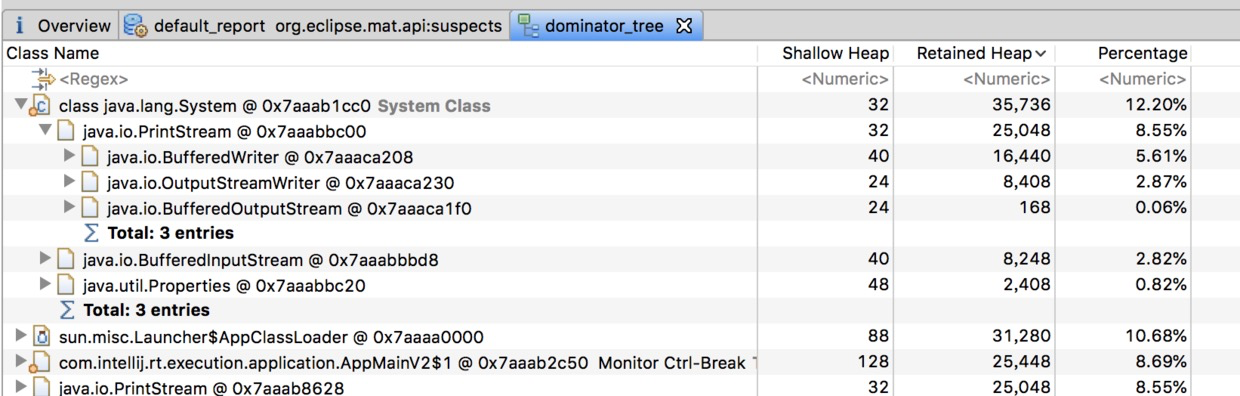 i Overview default_report org.eclipse.mat.api:suspects dominator_tree
Class Name Shallow Heap Retained Heap Percentage
<Regex> <Numeric> <Numeric> <Numeric>
class java.lang.System @ 0x7aaab1cc0 System Class 32 35,736 12.20%
java.io.PrintStream @ 0x7aaabbc00 32 25,048 8.55%
java.io.BufferedWriter @ 0x7aaaca208 40 16,440 5.61%
java.io.OutputStreamWriter @ 0x7aaaca230 24 8,408 2.87%
java.io.BufferedOutputStream @ 0x7aaaca1f0 24 168 0.06%
∑ Total: 3 entries
java.io.BufferedInputStream @ 0x7aaabbbd8 40 8,248 2.82%
java.util.Properties @ 0x7aaabbc20 48 2,408 0.82%
∑ Total: 3 entries
sun.misc.Launcher$AppClassLoader @ 0x7aaaa0000 88 31,280 10.68%
com.intellij.rt.execution.application.AppMainV2$1 @ 0x7aaab2c50 Monitor Ctrl-Break 128 25,448 8.69%
java.io.PrintStream @ 0x7aaab8628 32 25,048 8.55%